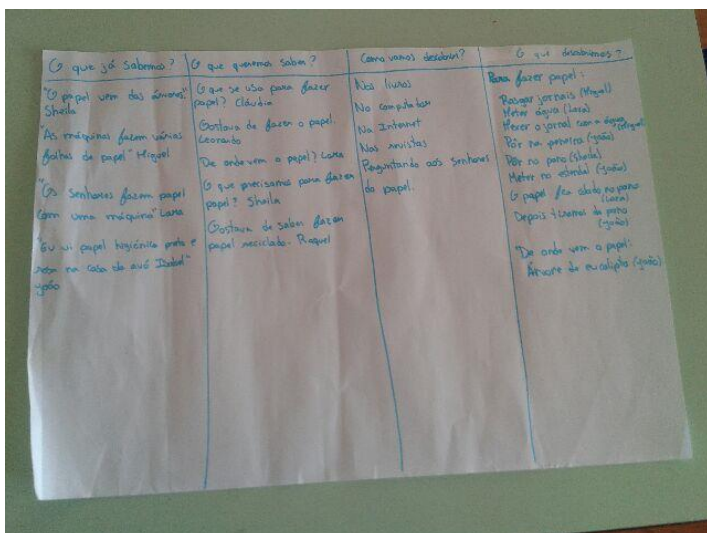 O que já sabemos?
"O papel vem das árvores."
Sheila
"As máquinas fazem várias
folhas de papel" Miguel
"Os Senhores fazem papel
com uma máquina" Lara
"Eu vi papel higiénico preto e
rosa na casa da avó Isabel"
João
O que queremos saber?
O que se usa para fazer
papel? Cláudia
Gostava de fazer o papel.
Leonardo
De onde vem o papel? Lara
O que precisamos para fazer
papel? Sheila
Gostava de saber fazer
papel reciclado. Raquel
Como vamos descobrir?
Nos livros
No computador
Na Internet
Nas revistas
Perguntando aos Senhores
do papel.
O que descobrimos?
Para fazer papel:
Rasgar jornais (Miguel)
Meter água (Lara)
Mexer o jornal com a água (Miguel)
Pôr na peneira (João)
Pôr no pano (Sheila)
Meter no estendal (João)
O papel fica no pano
(Lara)
Depois do pano
(João)
"De onde vem o papel:
Árvore de eucalipto (João)